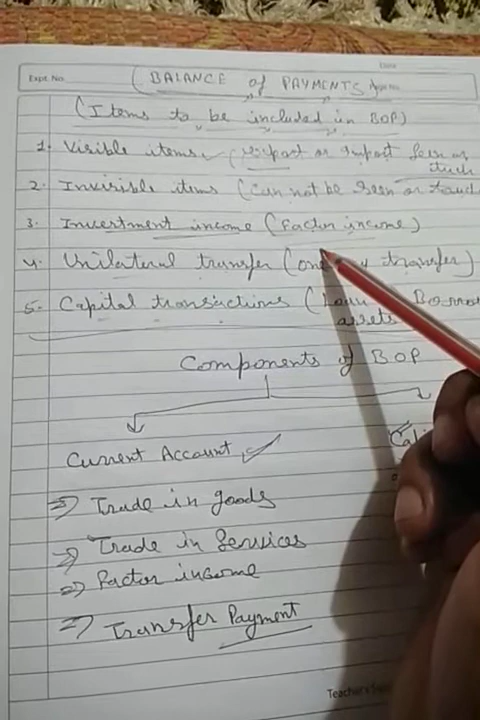 Date
Expt. No.
(BALANCE of PAYMENTS
(Items to be included in BOP)
1. Visible items (Export or Import Seen or
tuch
2. Invisible items (Can not be Seen or
3. Investment income (Factor income)
4. Unilateral transfer (one transfer)
5. Capital transactions (
assets
Components of BOP
Current Account
⇒ Trade in goods
⇒ Trade in Services
⇒ Factor income
⇒ Transfer Payment
Teacher's